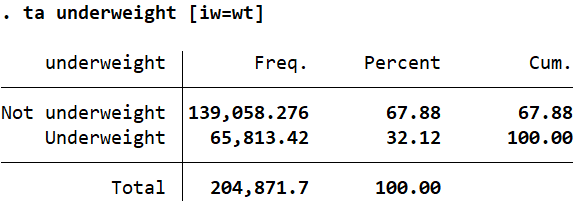 . ta underweight [iw=wt]
underweight Freq. Percent Cum.
Not underweight 139,058.276 67.88 67.88
Underweight 65,813.42 32.12 100.00
Total 204,871.7 100.00